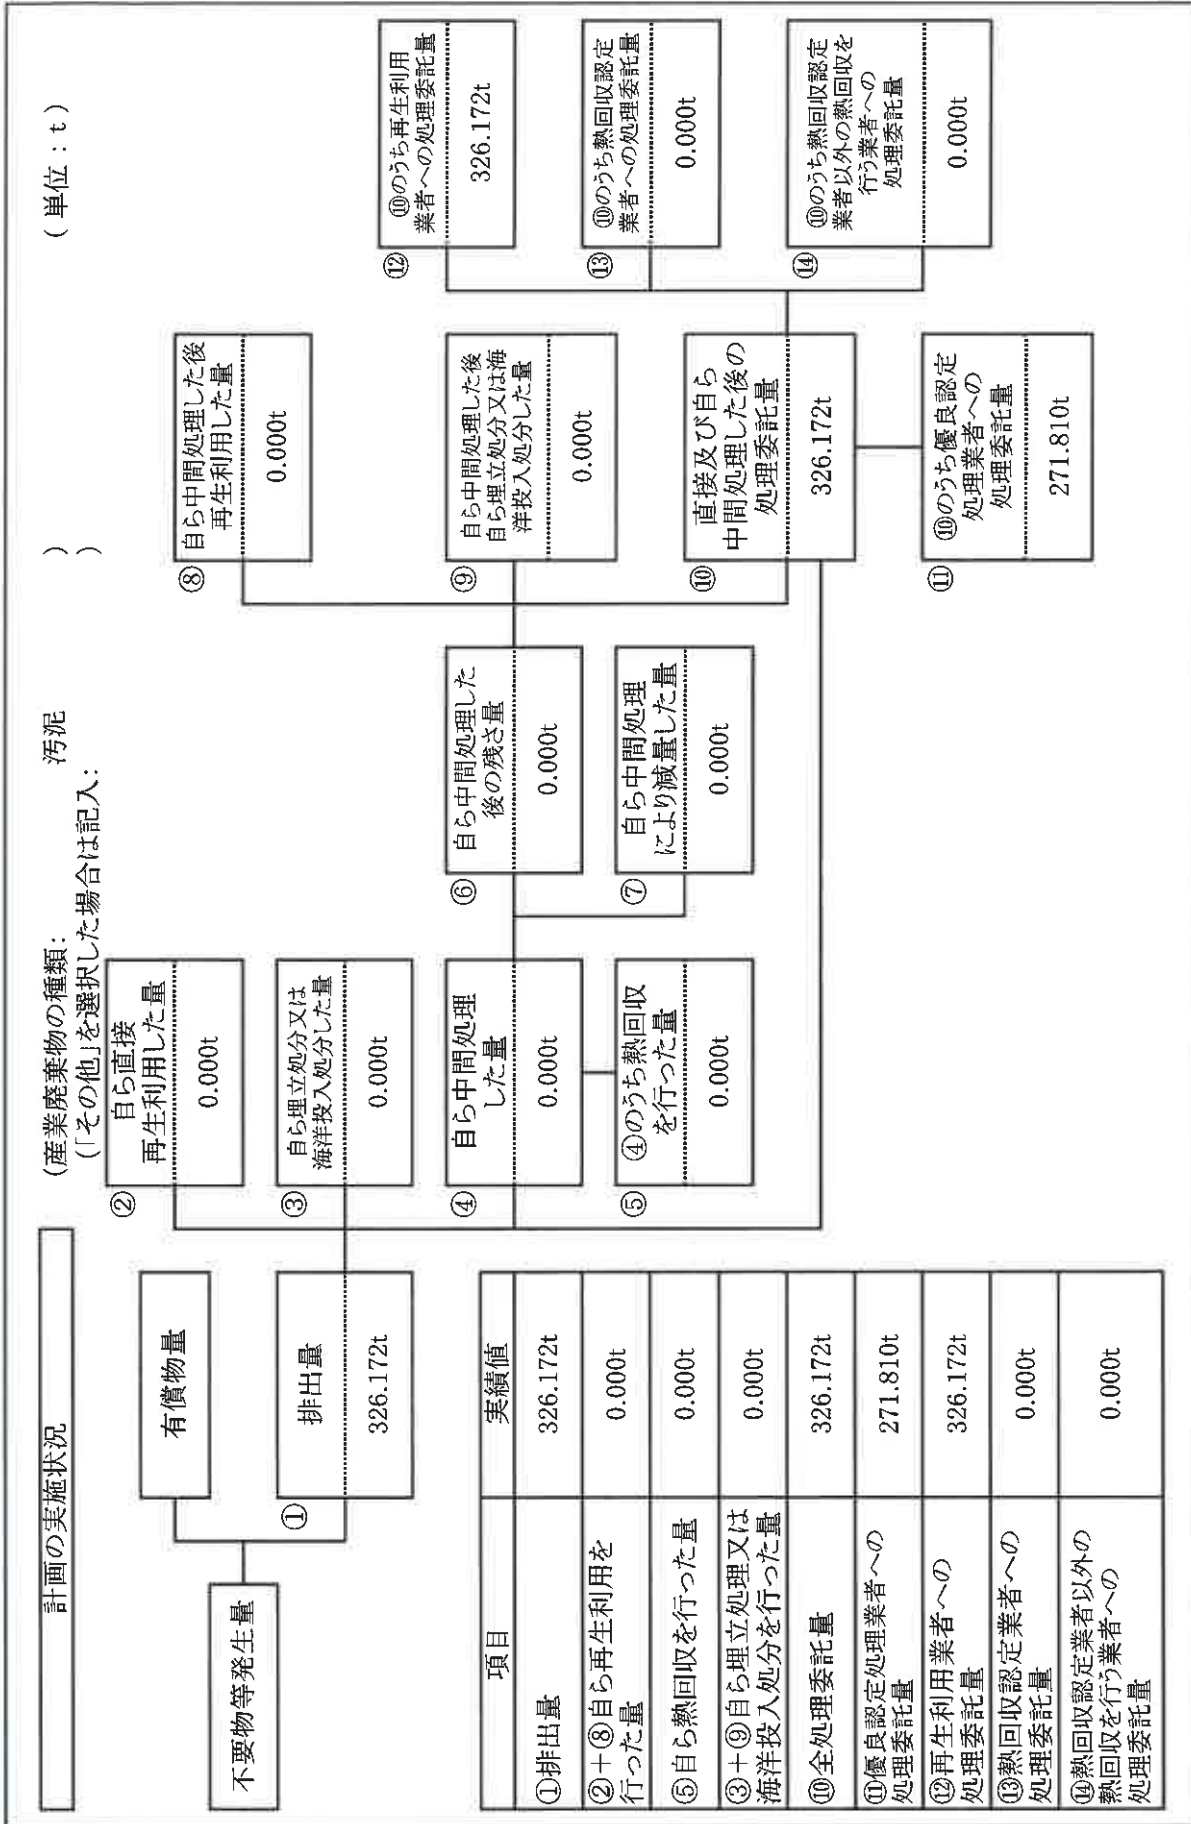 計画の実施状況
(産業廃棄物の種類: 汚泥 )
(「その他」を選択した場合は記入: )
(単位:t)
不要物等発生量
有償物量
①
排出量
326.172t
②
自ら直接
再生利用した量
0.000t
③
自ら埋立処分又は
海洋投入処分した量
0.000t
④
自ら中間処理
した量
0.000t
⑤
④のうち熱回収
を行った量
0.000t
⑥
自ら中間処理した
後の残さ量
0.000t
⑦
自ら中間処理
により減量した量
0.000t
⑧
自ら中間処理した後
再生利用した量
0.000t
⑨
自ら中間処理した後
自ら埋立処分又は海
洋投入処分した量
0.000t
⑩
直接及び自ら
中間処理した後の
処理委託量
326.172t
⑪
⑩のうち優良認定
処理業者への
処理委託量
271.810t
⑫
⑩のうち再生利用
業者への処理委託量
326.172t
⑬
⑩のうち熱回収認定
業者への処理委託量
0.000t
⑭
⑩のうち熱回収認定
業者以外の熱回収を
行う業者への
処理委託量
0.000t
項目 実績値
①排出量 326.172t
②+⑧自ら再生利用を
行った量 0.000t
⑤自ら熱回収を行った量 0.000t
③+⑨自ら埋立処理又は
海洋投入処分を行った量 0.000t
⑩全処理委託量 326.172t
⑪優良認定処理業者への
処理委託量 271.810t
⑫再生利用業者への
処理委託量 326.172t
⑬熱回収認定業者への
処理委託量 0.000t
⑭熱回収認定業者以外の
熱回収を行う業者への
処理委託量 0.000t